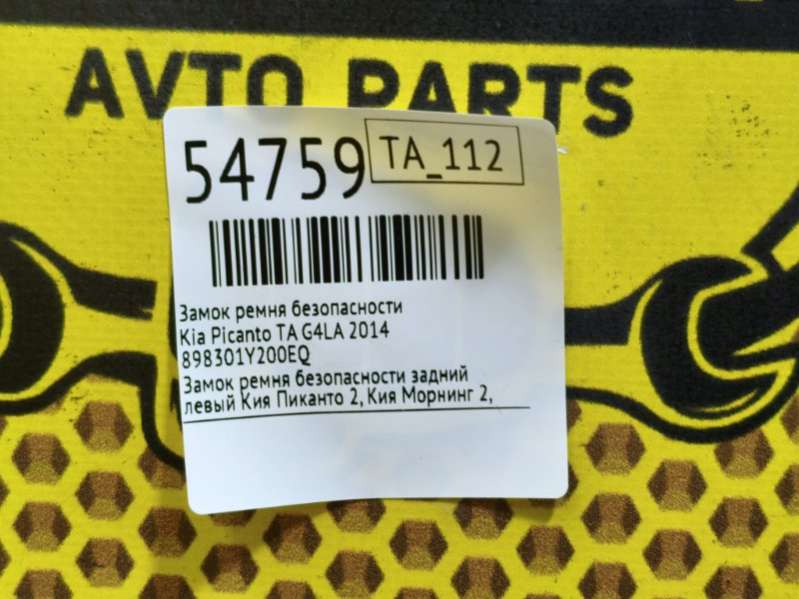 AVTO PARTS
54759 TA_112
Замок ремня безопасности
Kia Picanto TA G4LA 2014
898301Y200EQ
Замок ремня безопасности задний
левый Кия Пиканто 2, Кия Морнинг 2,